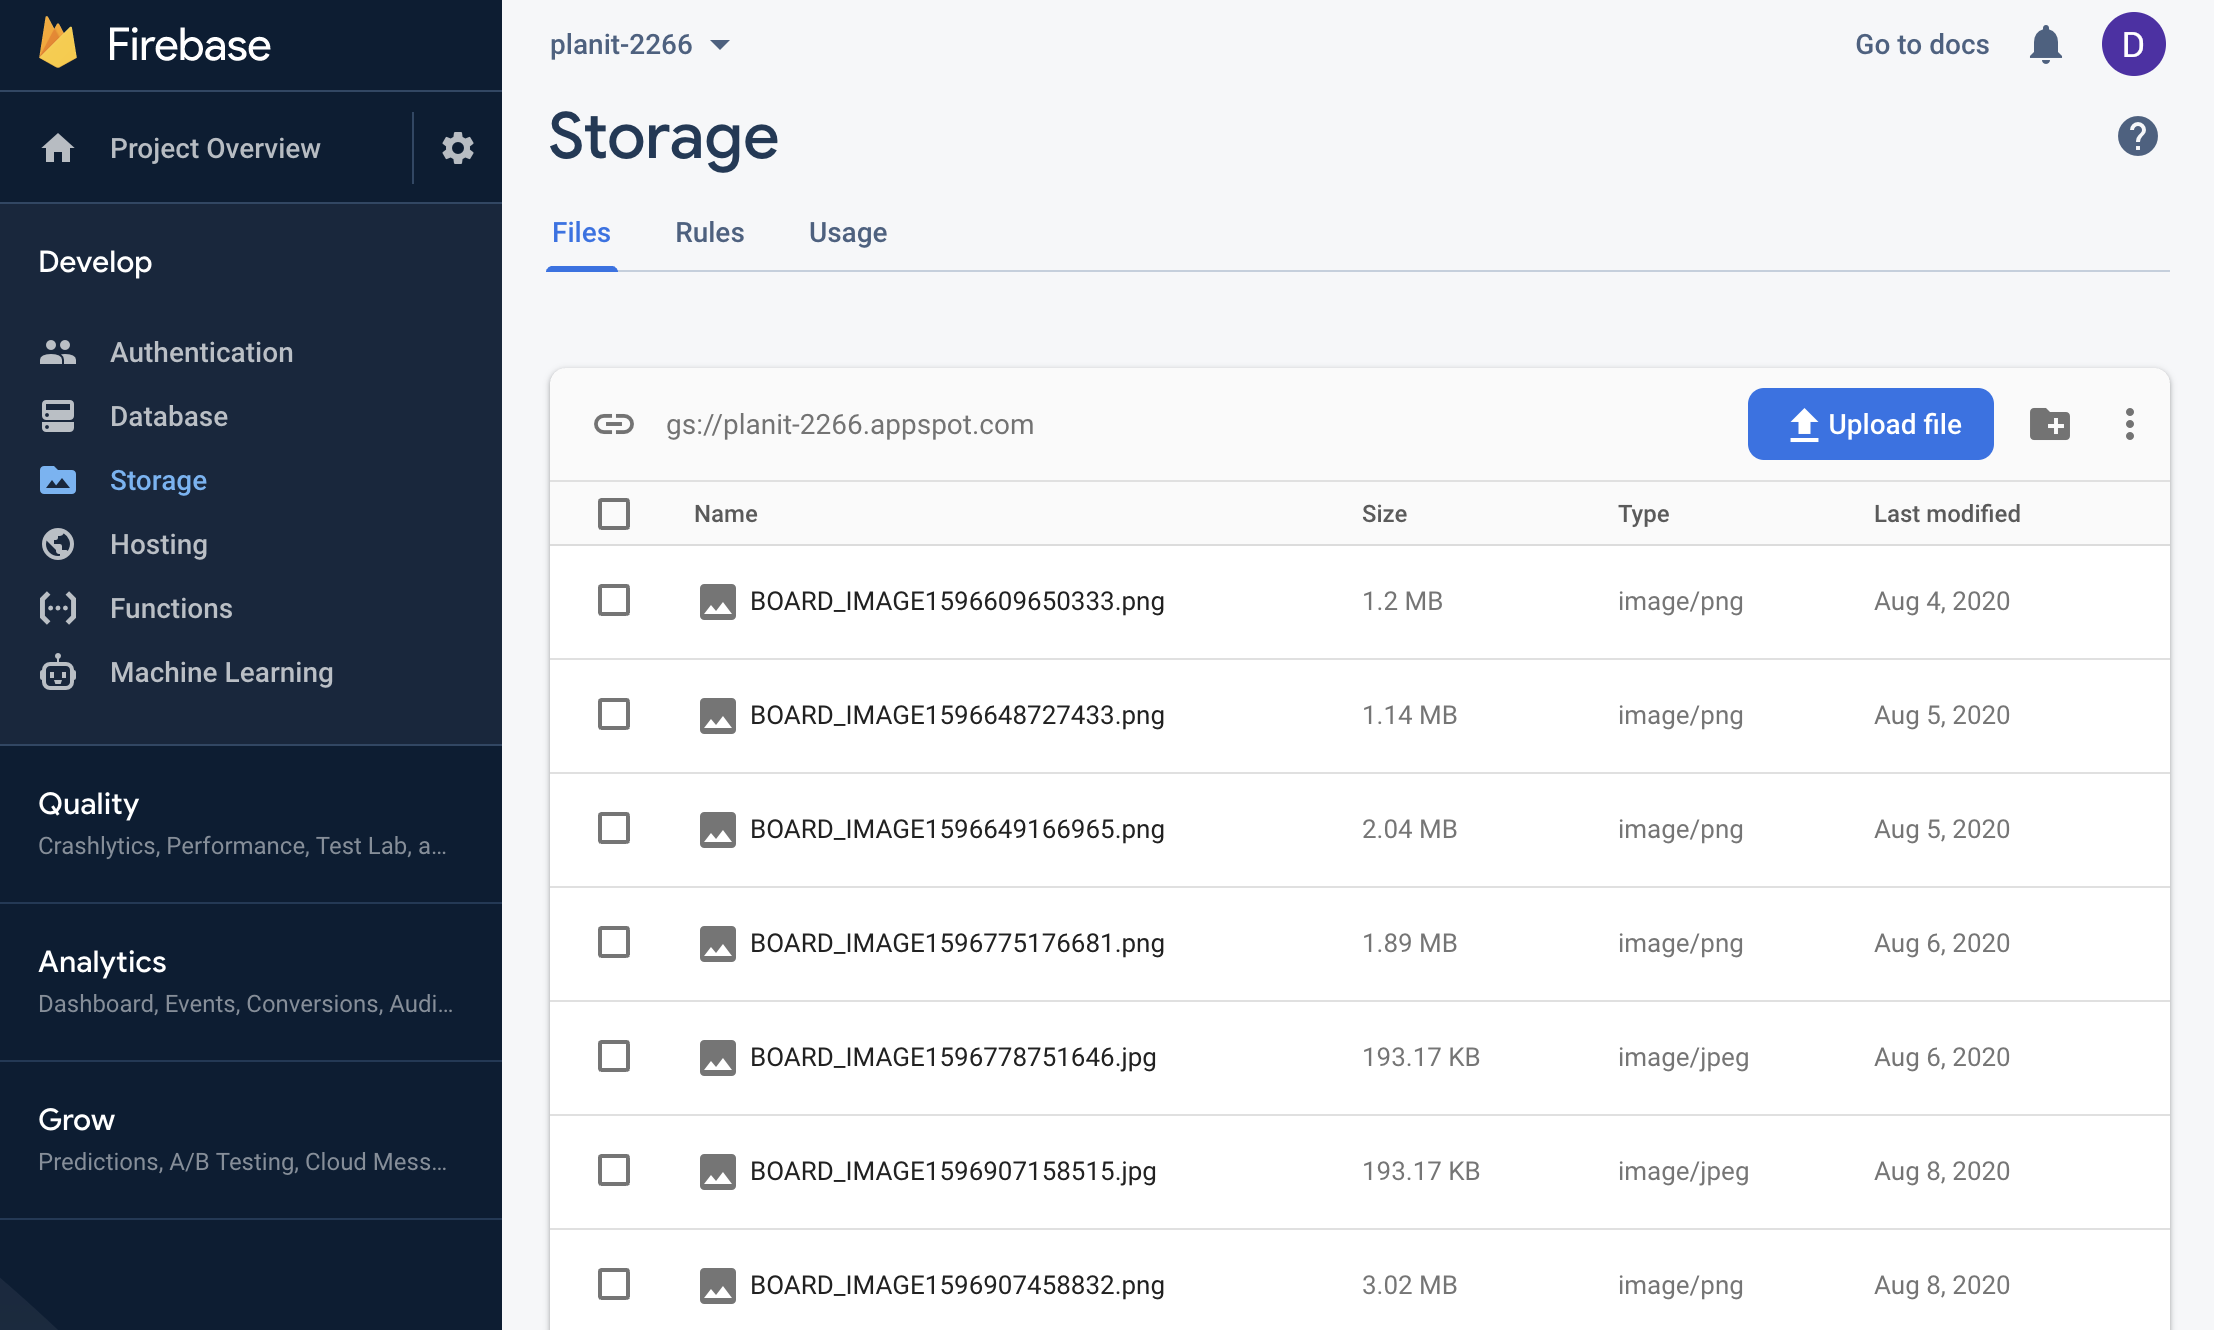 Firebase
Project Overview
Develop
Authentication
Database
Storage
Hosting
Functions
Machine Learning
Quality
Crashlytics, Performance, Test Lab, a...
Analytics
Dashboard, Events, Conversions, Audi...
Grow
Predictions, A/B Testing, Cloud Mess...
planit-2266
Go to docs
D
Storage
?
Files Rules Usage
gs://planit-2266.appspot.com
Upload file
Name Size Type Last modified
BOARD_IMAGE1596609650333.png 1.2 MB image/png Aug 4, 2020
BOARD_IMAGE1596648727433.png 1.14 MB image/png Aug 5, 2020
BOARD_IMAGE1596649166965.png 2.04 MB image/png Aug 5, 2020
BOARD_IMAGE1596775176681.png 1.89 MB image/png Aug 6, 2020
BOARD_IMAGE1596778751646.jpg 193.17 KB image/jpeg Aug 6, 2020
BOARD_IMAGE1596907158515.jpg 193.17 KB image/jpeg Aug 8, 2020
BOARD_IMAGE1596907458832.png 3.02 MB image/png Aug 8, 2020